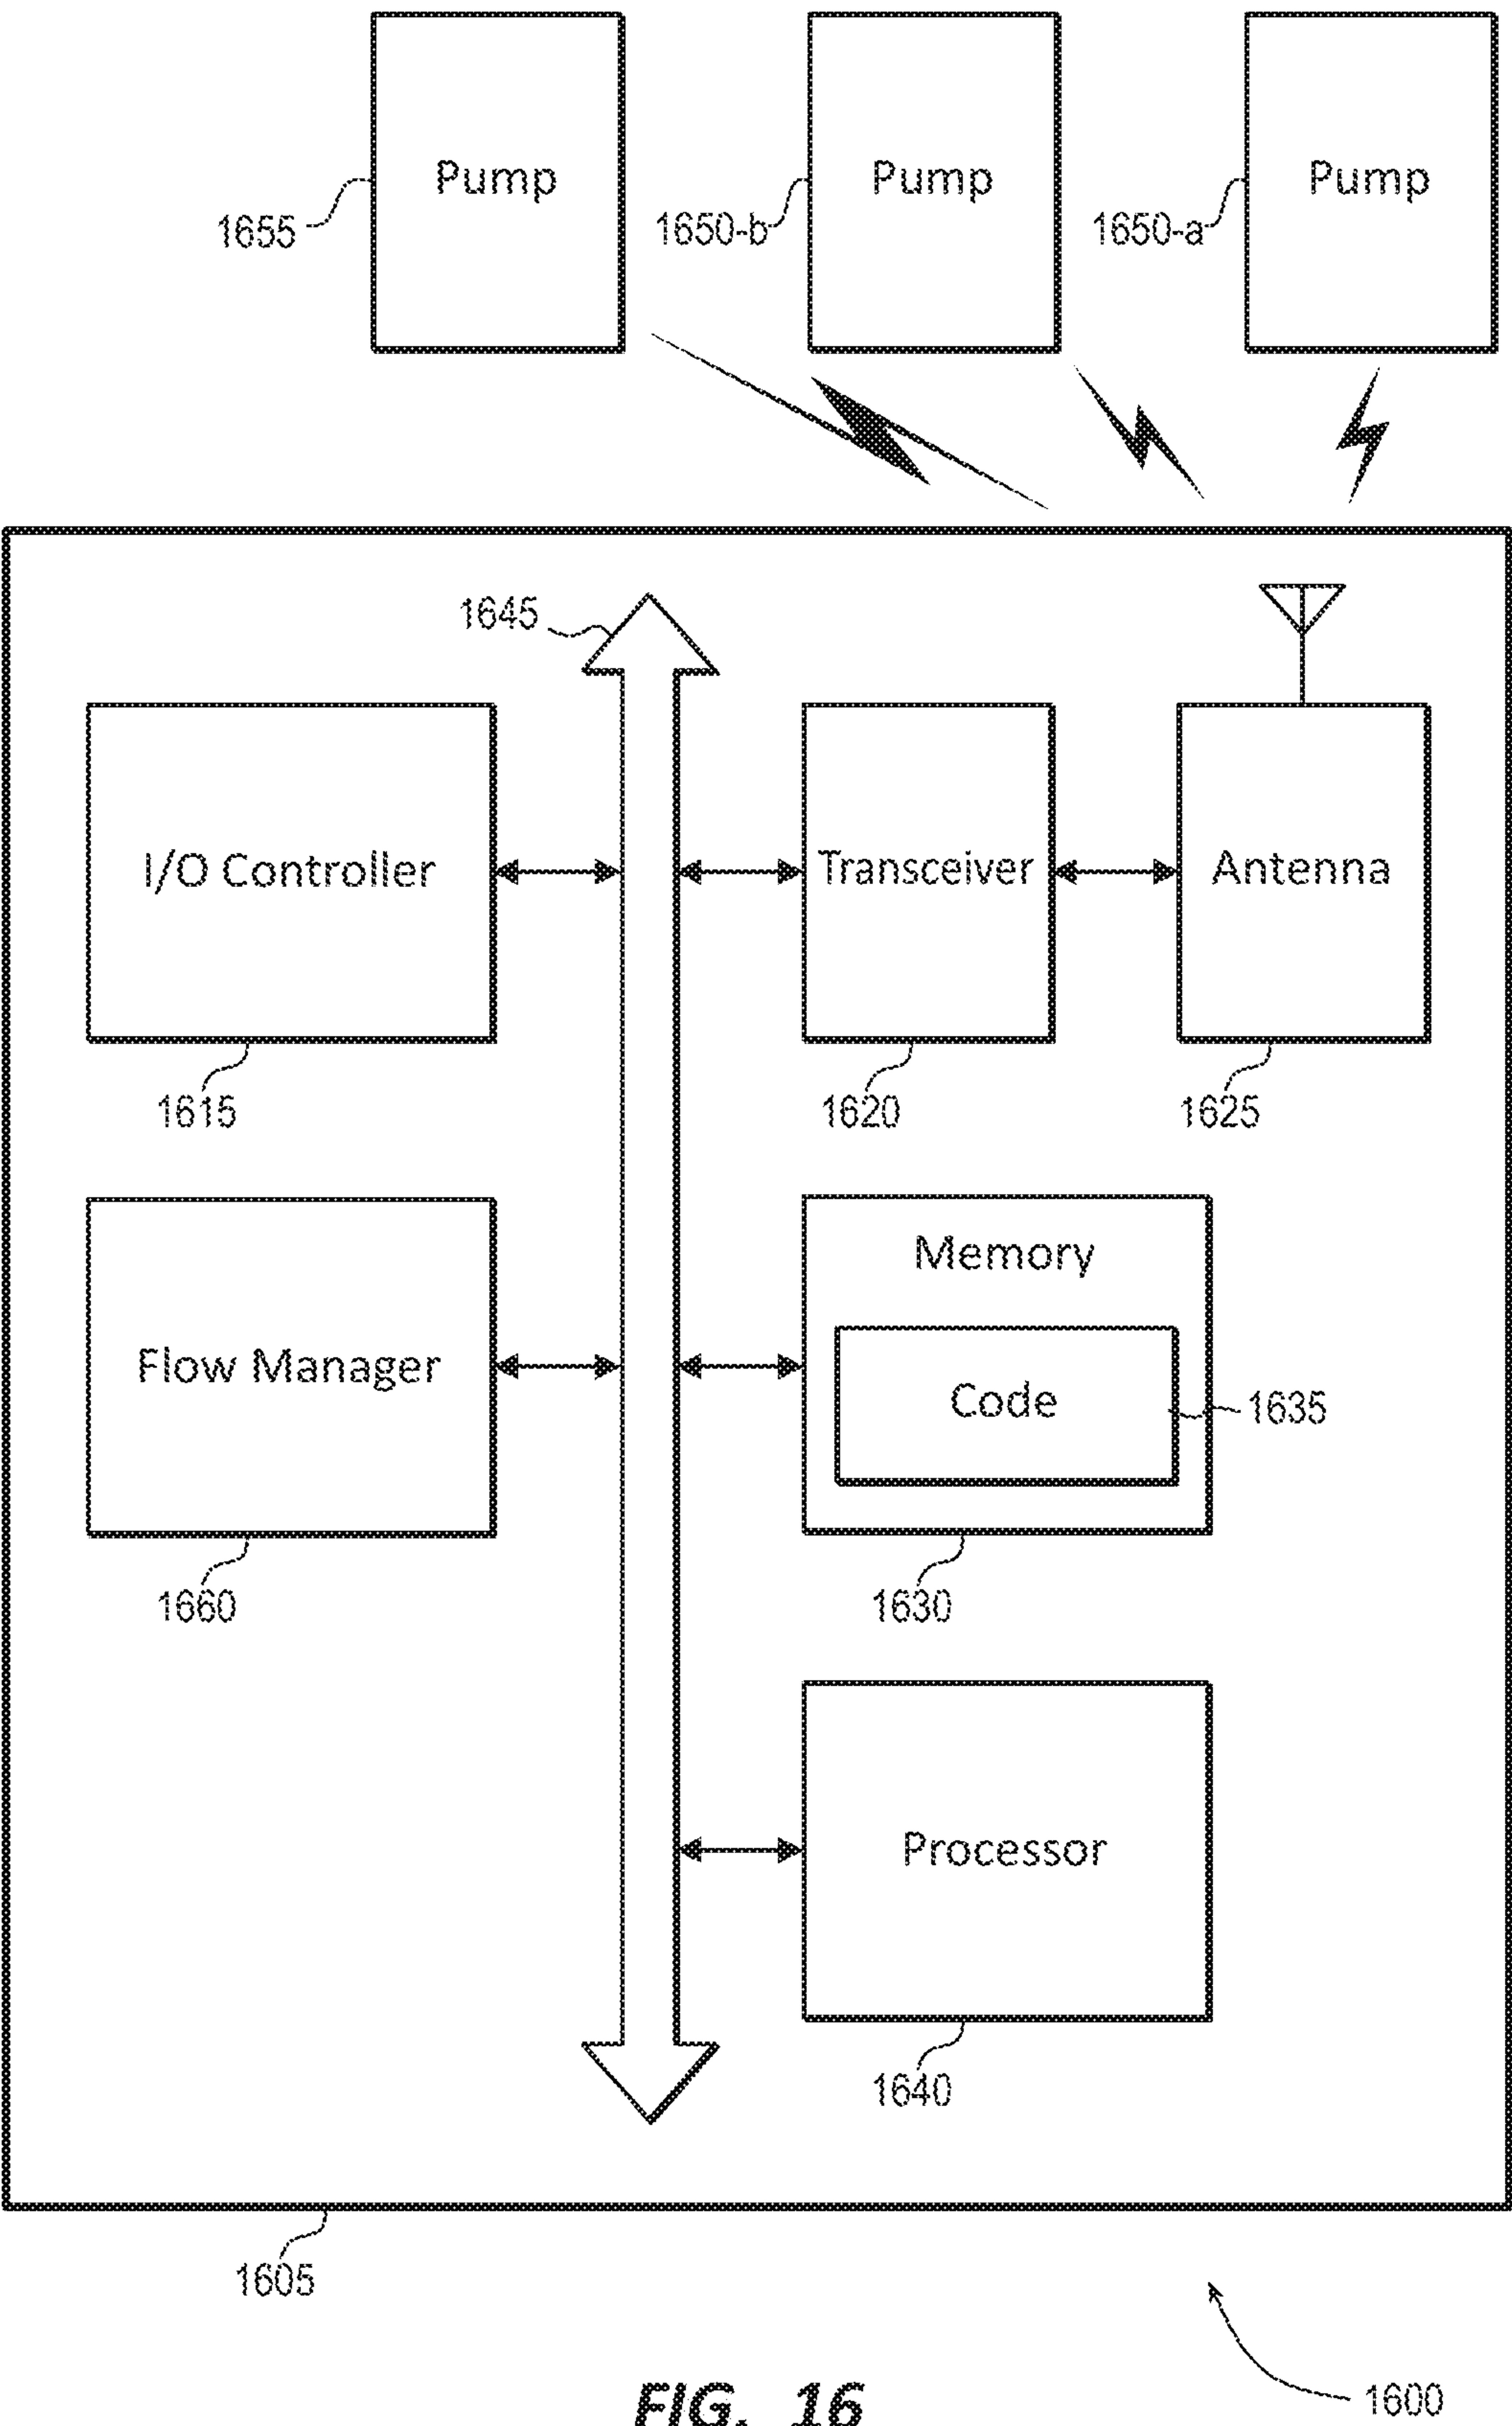 Pump
Pump
Pump
1655
1650-b
1650-a
1645
I/O Controller
Transceiver
Antenna
1615
1620
1625
Memory
Flow Manager
Code
1635
1660
1630
Processor
1640
1605
1600
FIG. 16